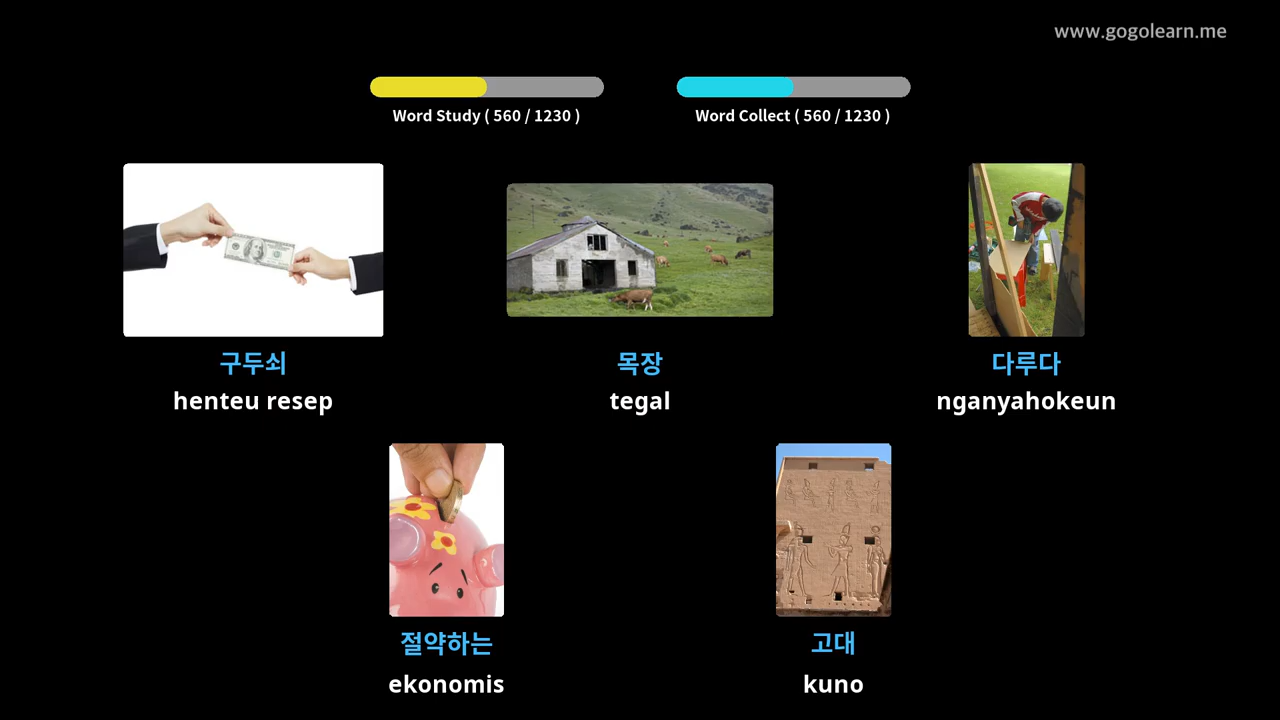 www.gogolearn.me
Word Study ( 560 / 1230 )
Word Collect ( 560 / 1230 )
구두쇠
henteu resep
목장
tegal
다루다
nganyahokeun
절약하는
ekonomis
고대
kuno